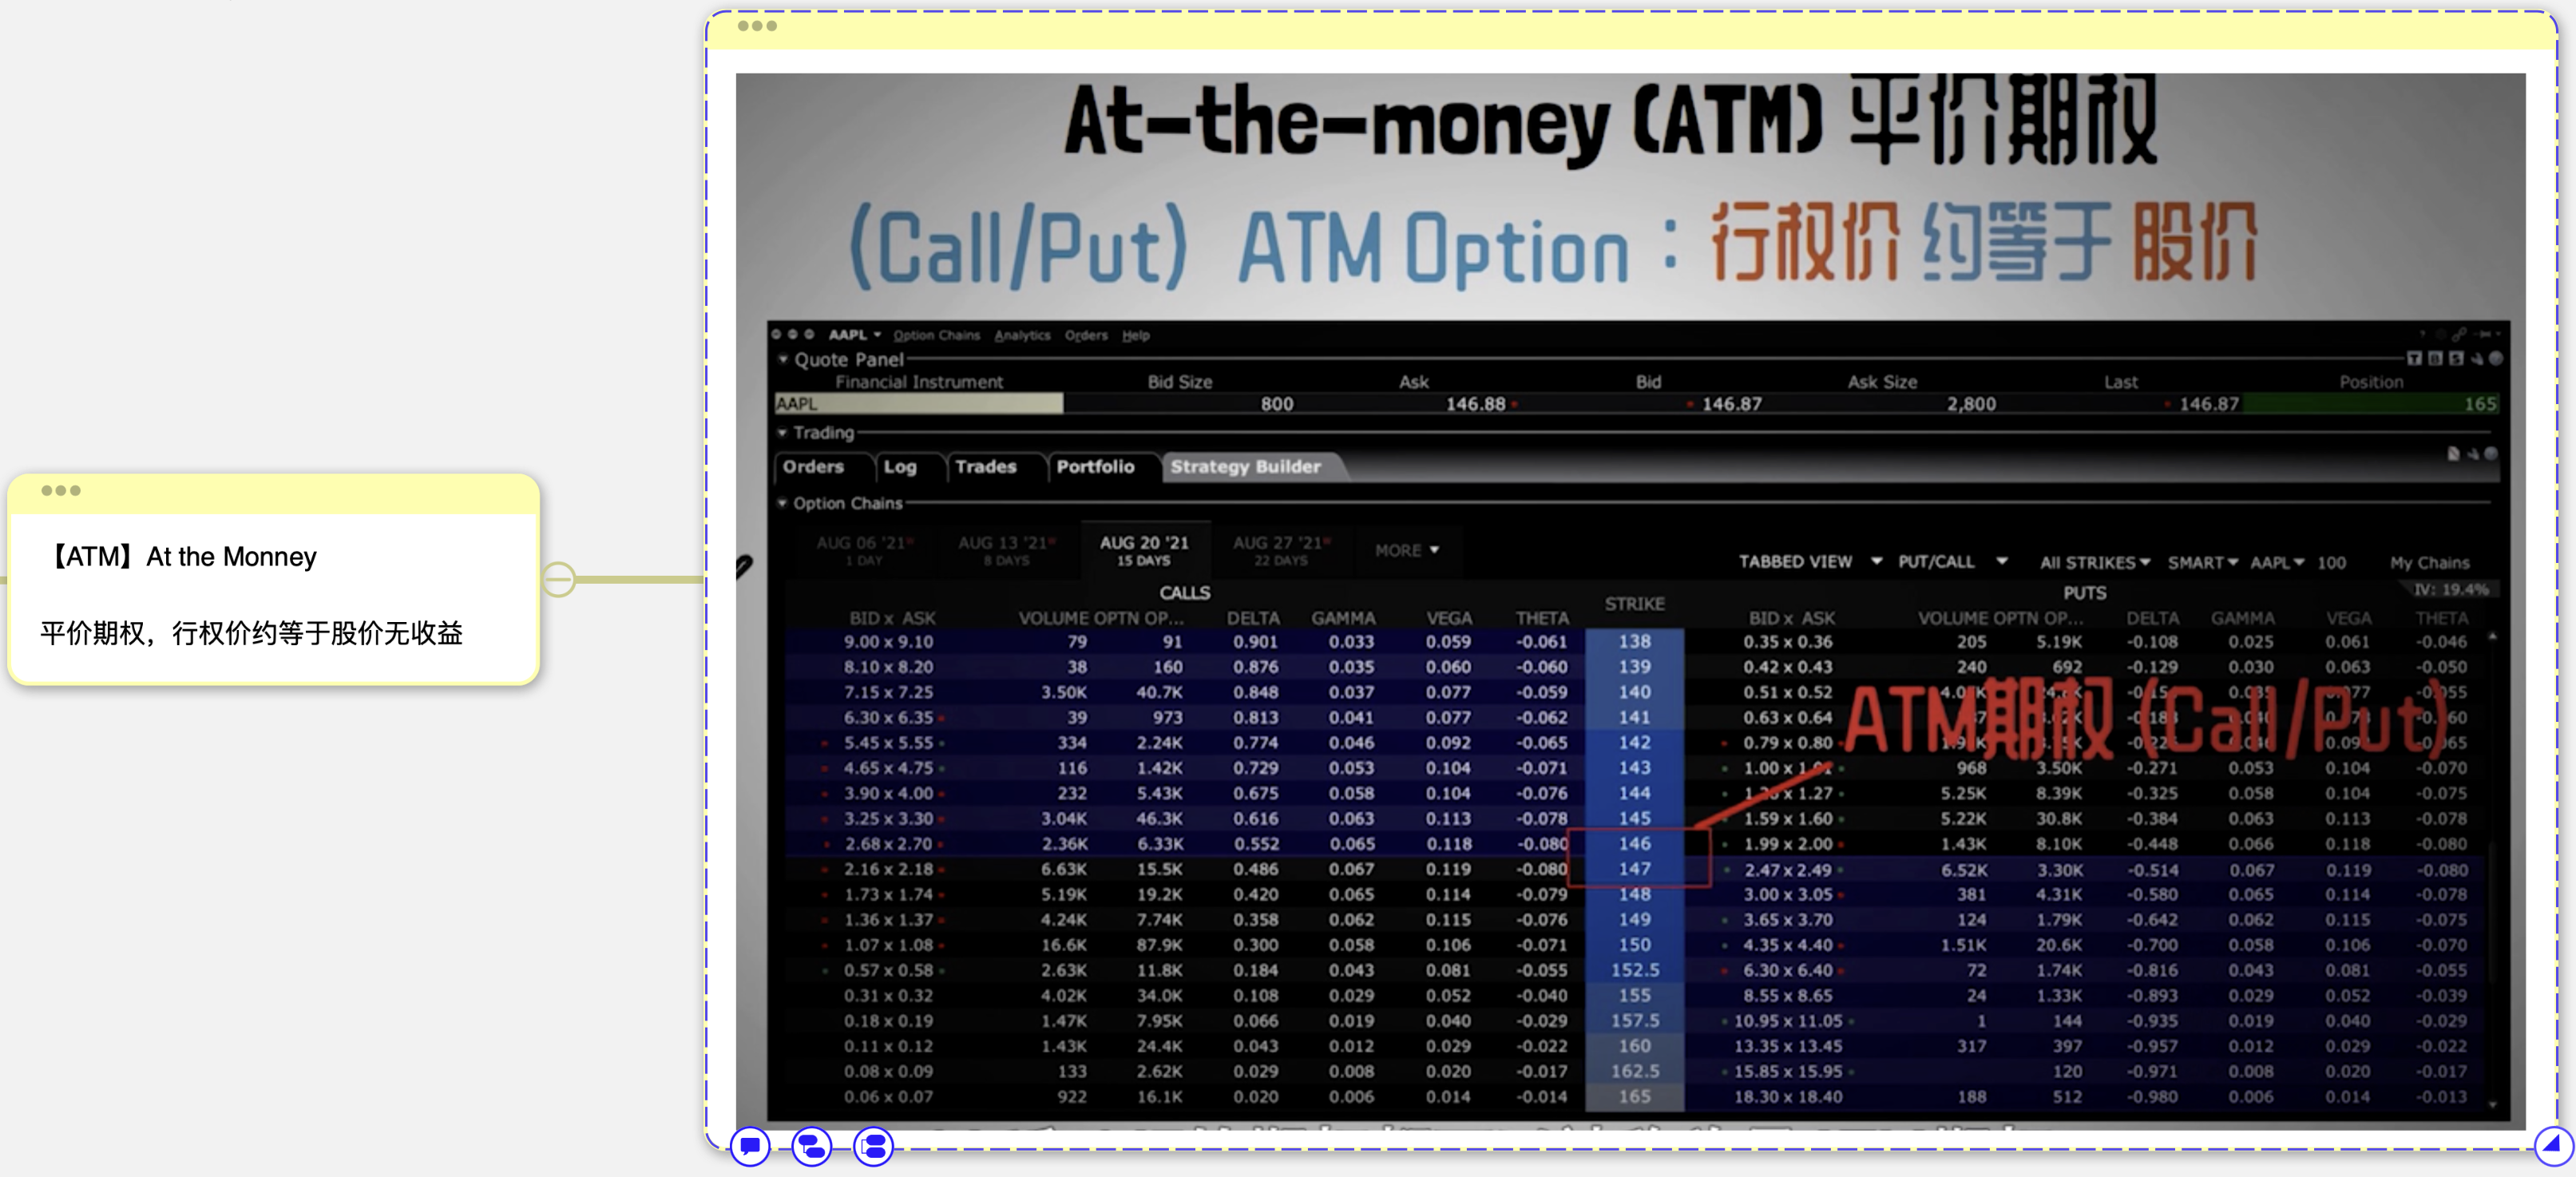 【ATM】At the Monney
平价期权，行权价约等于股价无收益
At-the-money (ATM) 平价期权
(Call/Put) ATM Option：行权价 约等于 股价
AAPL Option Chains Analytics Orders Help
Quote Panel
Financial Instrument Bid Size Ask Bid Ask Size Last Position
AAPL 800 146.88 146.87 2,800 146.87 165
Trading
Orders Log Trades Portfolio Strategy Builder
Option Chains
AUG 06 '21 AUG 13 '21 AUG 20 '21 AUG 27 '21 MORE
1 DAY 8 DAYS 15 DAYS 22 DAYS
TABBED VIEW PUT/CALL All STRIKES SMART AAPL 100 My Chains
CALLS STRIKE PUTS IV: 19.4%
BID x ASK VOLUME OPTN OP... DELTA GAMMA VEGA THETA BID x ASK VOLUME OPTN OP... DELTA GAMMA VEGA THETA
9.00 x 9.10 79 91 0.901 0.033 0.059 -0.061 138 0.35 x 0.36 205 5.19K -0.108 0.025 0.061 -0.046
8.10 x 8.20 38 160 0.876 0.035 0.060 -0.060 139 0.42 x 0.43 240 692 -0.129 0.030 0.063 -0.050
7.15 x 7.25 3.50K 40.7K 0.848 0.037 0.077 -0.059 140 0.51 x 0.52
ATM期权 (Call/Put)
6.30 x 6.35 39 973 0.813 0.041 0.077 -0.062 141 0.63 x 0.64
5.45 x 5.55 334 2.24K 0.774 0.046 0.092 -0.065 142 0.79 x 0.80
4.65 x 4.75 116 1.42K 0.729 0.053 0.104 -0.071 143 1.00 x 968 3.50K -0.271 0.053 0.104 -0.070
3.90 x 4.00 232 5.43K 0.675 0.058 0.104 -0.076 144 x 1.27 5.25K 8.39K -0.325 0.058 0.104 -0.075
3.25 x 3.30 3.04K 46.3K 0.616 0.063 0.113 -0.078 145 1.59 x 1.60 5.22K 30.8K -0.384 0.063 0.113 -0.078
2.68 x 2.70 2.36K 6.33K 0.552 0.065 0.118 -0.080 146 1.99 x 2.00 1.43K 8.10K -0.448 0.066 0.118 -0.080
2.16 x 2.18 6.63K 15.5K 0.486 0.067 0.119 -0.080 147 2.47 x 2.49 6.52K 3.30K -0.514 0.067 0.119 -0.080
1.73 x 1.74 5.19K 19.2K 0.420 0.065 0.114 -0.079 148 3.00 x 3.05 381 4.31K -0.580 0.065 0.114 -0.078
1.36 x 1.37 4.24K 7.74K 0.358 0.062 0.115 -0.076 149 3.65 x 3.70 124 1.79K -0.642 0.062 0.115 -0.075
1.07 x 1.08 16.6K 87.9K 0.300 0.058 0.106 -0.071 150 4.35 x 4.40 1.51K 20.6K -0.700 0.058 0.106 -0.070
0.57 x 0.58 2.63K 11.8K 0.184 0.043 0.081 -0.055 152.5 6.30 x 6.40 72 1.74K -0.816 0.043 0.081 -0.055
0.31 x 0.32 4.02K 34.0K 0.108 0.029 0.052 -0.040 155 8.55 x 8.65 24 1.33K -0.893 0.029 0.052 -0.039
0.18 x 0.19 1.47K 7.95K 0.066 0.019 0.040 -0.029 157.5 10.95 x 11.05 1 144 -0.935 0.019 0.040 -0.029
0.11 x 0.12 1.43K 24.4K 0.043 0.012 0.029 -0.022 160 13.35 x 13.45 317 397 -0.957 0.012 0.029 -0.022
0.08 x 0.09 133 2.62K 0.029 0.008 0.020 -0.017 162.5 15.85 x 15.95 120 -0.971 0.008 0.020 -0.017
0.06 x 0.07 922 16.1K 0.020 0.006 0.014 -0.014 165 18.30 x 18.40 188 512 -0.980 0.006 0.014 -0.013